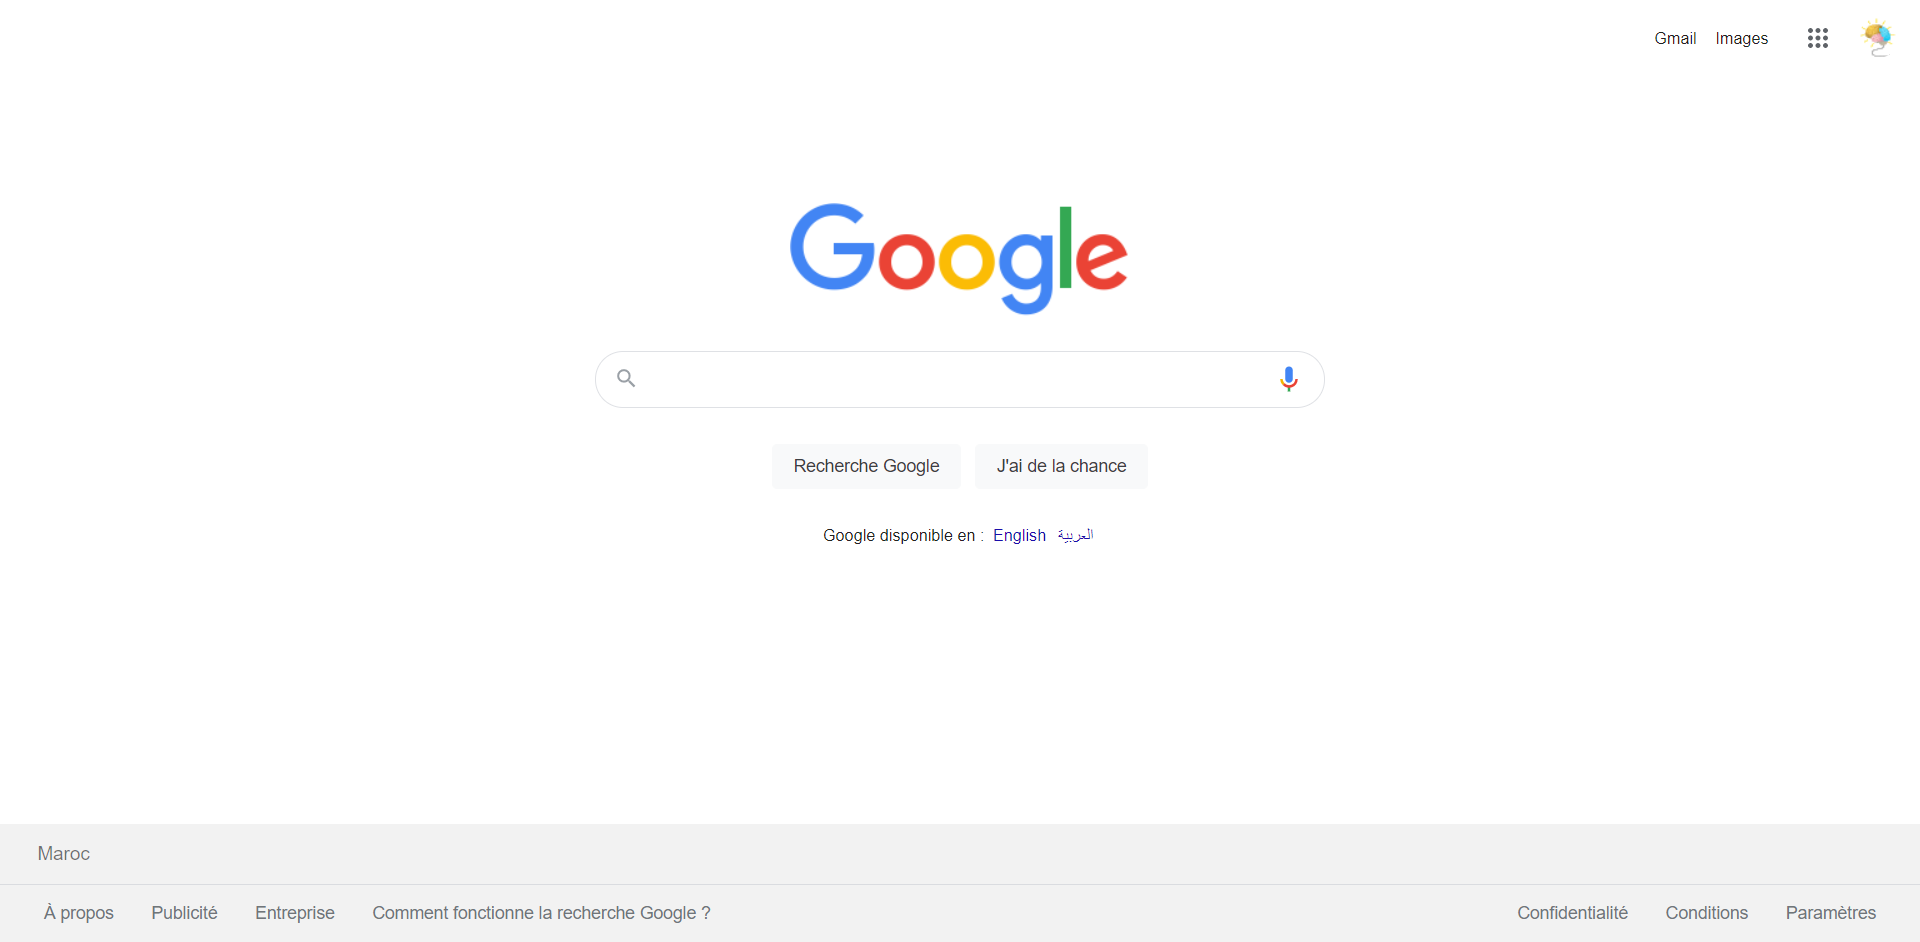 Gmail Images
Google
Recherche Google J'ai de la chance
Google disponible en : English العربية
Maroc
À propos Publicité Entreprise Comment fonctionne la recherche Google ? Confidentialité Conditions Paramètres